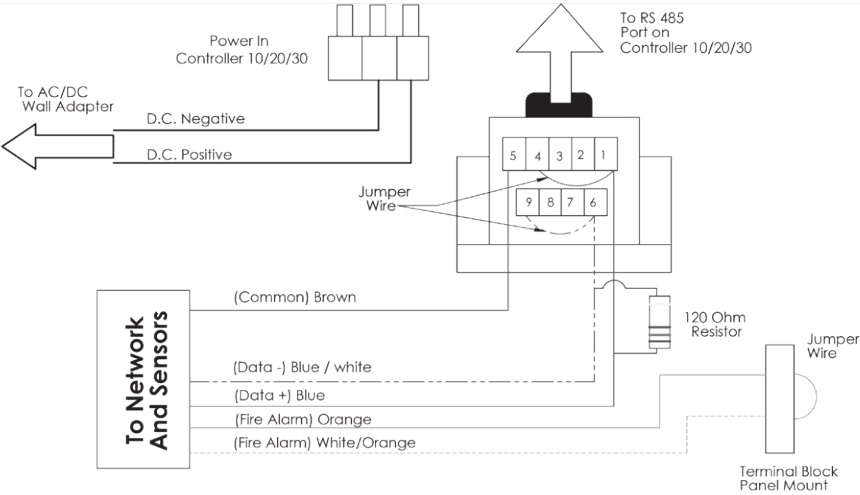 Power In
Controller 10/20/30
To RS 485
Port on
Controller 10/20/30
To AC/DC
Wall Adapter
D.C. Negative
D.C. Positive
5 4 3 2 1
Jumper
Wire
9 8 7 6
(Common) Brown
120 Ohm
Resistor
To Network
And Sensors
Jumper
Wire
(Data -) Blue / white
(Data +) Blue
(Fire Alarm) Orange
(Fire Alarm) White/Orange
Terminal Block
Panel Mount